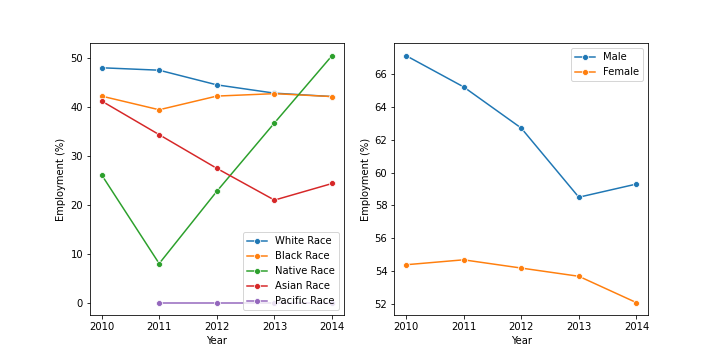 50
40
30
20
10
0
Employment (%)
2010 2011 2012 2013 2014
Year
White Race
Black Race
Native Race
Asian Race
Pacific Race
66
64
62
60
58
56
54
52
Employment (%)
2010 2011 2012 2013 2014
Year
Male
Female